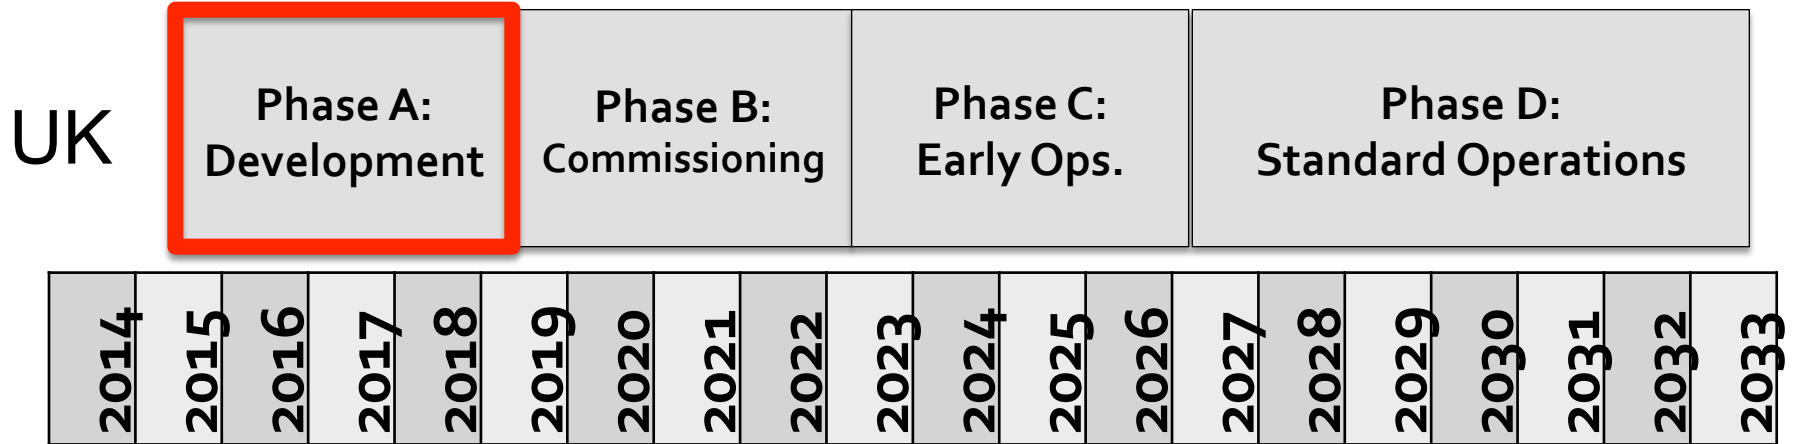 UK
Phase A:
Development
Phase B:
Commissioning
Phase C:
Early Ops.
Phase D:
Standard Operations
2014
2015
2016
2017
2018
2019
2020
2021
2022
2023
2024
2025
2026
2027
2028
2029
2030
2031
2032
2033